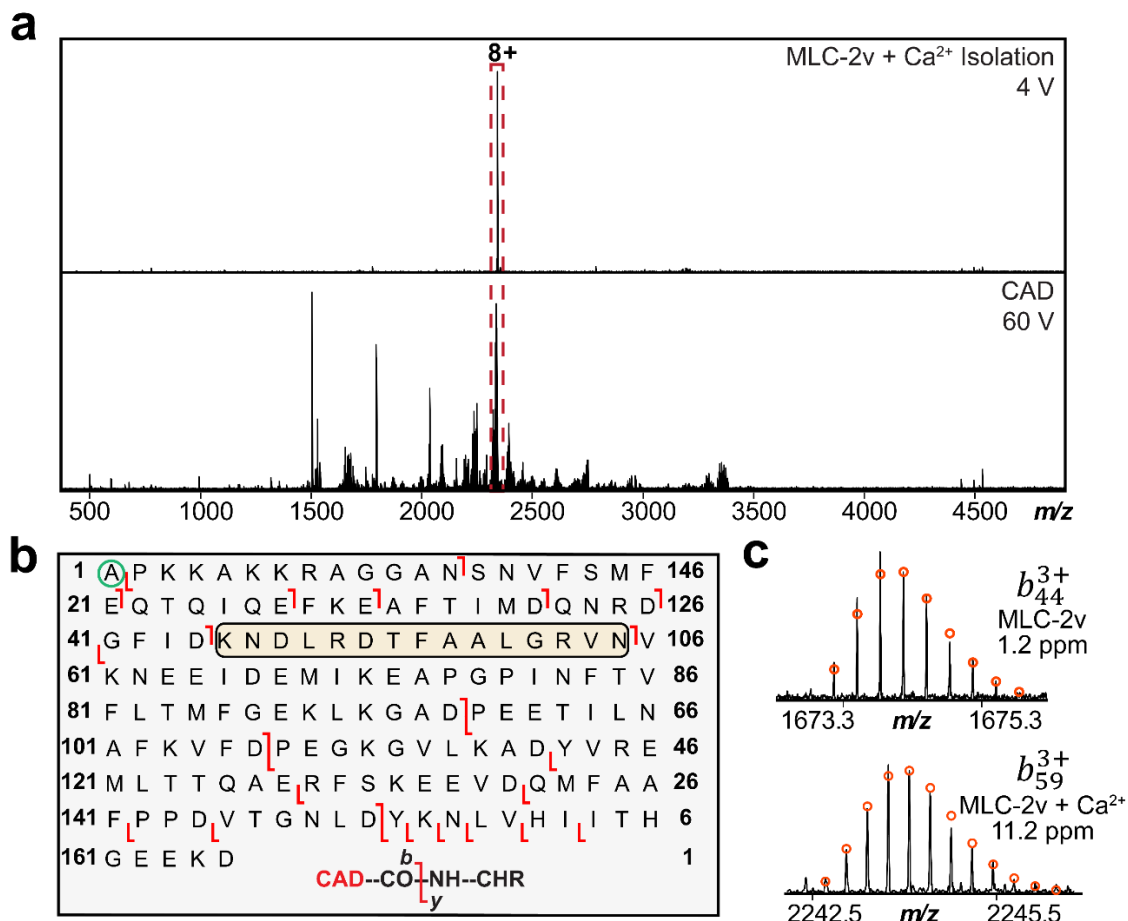 a
8+
MLC-2v + Ca²⁺ Isolation
4 V
CAD
60 V
500 1000 1500 2000 2500 3000 3500 4000 4500 m/z
b
1 A P K K A K K R A G G A N S N V F S M F 146
21 E Q T Q I Q E F K E A F T I M D Q N R D 126
41 G F I D K N D L R D T F A A L G R V N V 106
61 K N E E I D E M I K E A P G P I N F T V 86
81 F L T M F G E K L K G A D P E E T I L N 66
101 A F K V F D P E G K G V L K A D Y V R E 46
121 M L T T Q A E R F S K E E V D Q M F A A 26
141 F P P D V T G N L D Y K N L V H I I T H 6
161 G E E K D 1
b
CAD--CO-NH--CHR
y
c
b₄₄³⁺
MLC-2v
1.2 ppm
1673.3 m/z 1675.3
b₅₉³⁺
MLC-2v + Ca²⁺
11.2 ppm
2242.5 m/z 2245.5